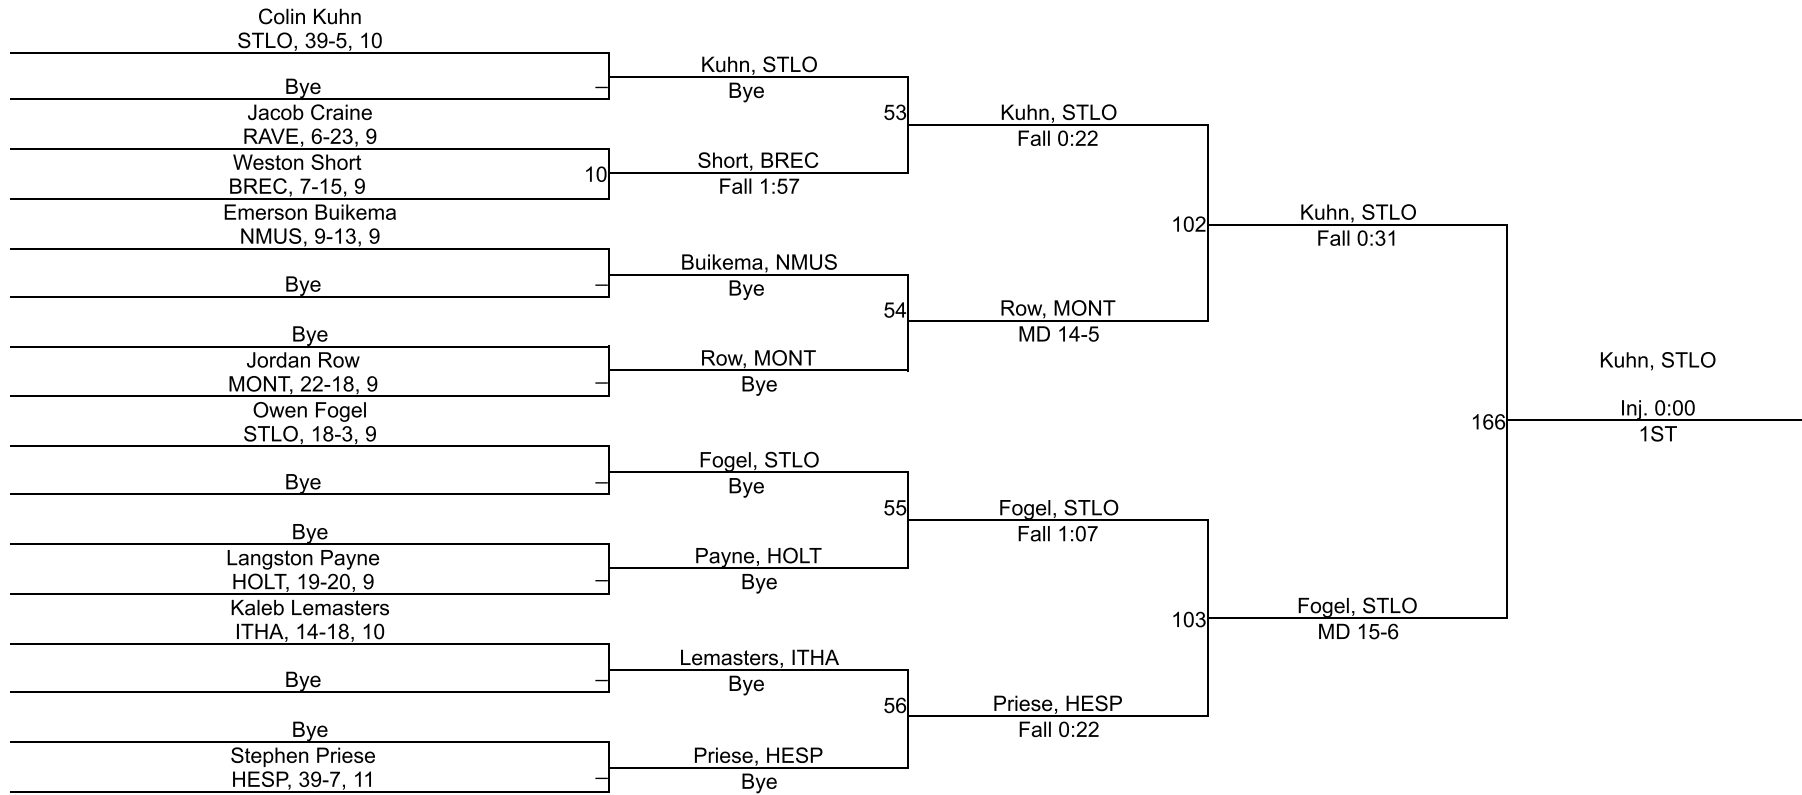 Colin Kuhn
STLO, 39-5, 10
Bye
Jacob Craine
RAVE, 6-23, 9
Weston Short
BREC, 7-15, 9
10
Emerson Buikema
NMUS, 9-13, 9
Bye
Bye
Jordan Row
MONT, 22-18, 9
Owen Fogel
STLO, 18-3, 9
Bye
Bye
Langston Payne
HOLT, 19-20, 9
Kaleb Lemasters
ITHA, 14-18, 10
Bye
Bye
Stephen Priese
HESP, 39-7, 11
Kuhn, STLO
Bye
53
Short, BREC
Fall 1:57
Buikema, NMUS
Bye
54
Row, MONT
Bye
Fogel, STLO
Bye
55
Payne, HOLT
Bye
Lemasters, ITHA
Bye
56
Priese, HESP
Bye
Kuhn, STLO
Fall 0:22
102
Row, MONT
MD 14-5
Fogel, STLO
Fall 1:07
103
Priese, HESP
Fall 0:22
Kuhn, STLO
Fall 0:31
166
Fogel, STLO
MD 15-6
Kuhn, STLO
Inj. 0:00
1ST